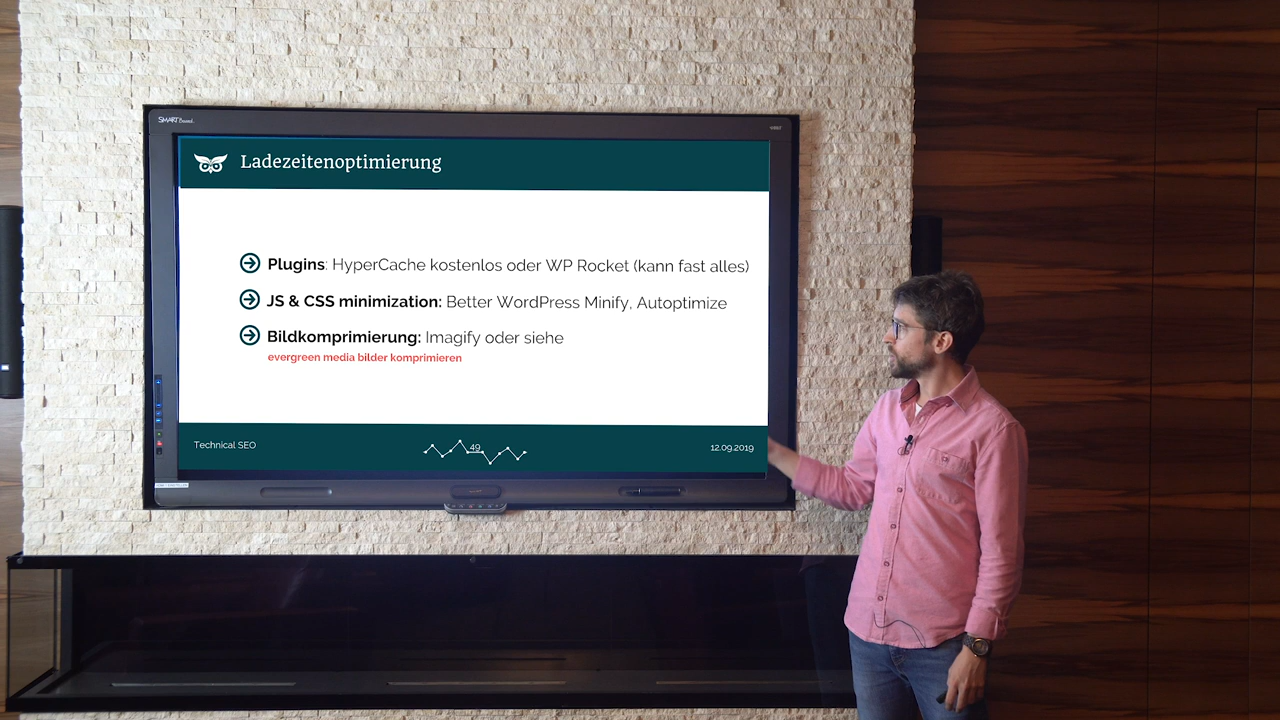 SMART Board
Ladezeitenoptimierung
Plugins: HyperCache kostenlos oder WP Rocket (kann fast alles)
JS & CSS minimization: Better WordPress Minify, Autoptimize
Bildkomprimierung: Imagify oder siehe
evergreen media bilder komprimieren
Technical SEO
49
12.09.2019